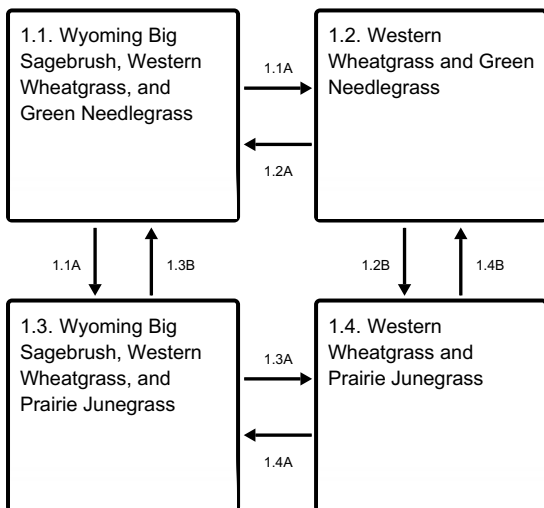 1.1. Wyoming Big
Sagebrush, Western
Wheatgrass, and
Green Needlegrass
1.1A
1.2A
1.2. Western
Wheatgrass and Green
Needlegrass
1.1A
1.3B
1.2B
1.4B
1.3. Wyoming Big
Sagebrush, Western
Wheatgrass, and
Prairie Junegrass
1.3A
1.4A
1.4. Western
Wheatgrass and
Prairie Junegrass